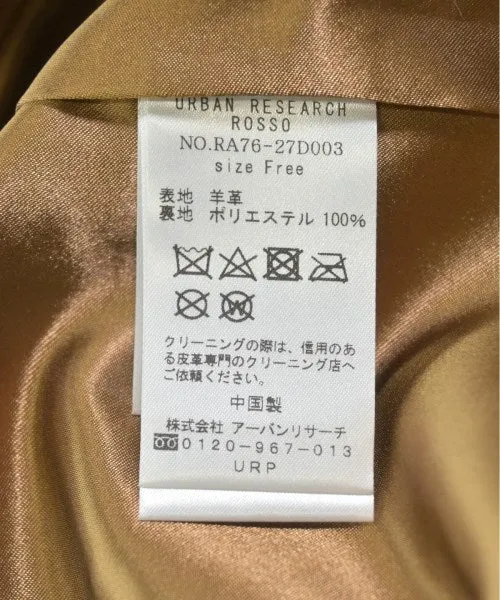 URBAN RESEARCH
ROSSO
NO.RA76-27D003
size Free
表地 羊革
裏地 ポリエステル 100%
W
クリーニングの際は、信用のあ
る皮革専門のクリーニング店へ
ご依頼ください。
中国製
株式会社 アーバンリサーチ
0120-967-013
URP